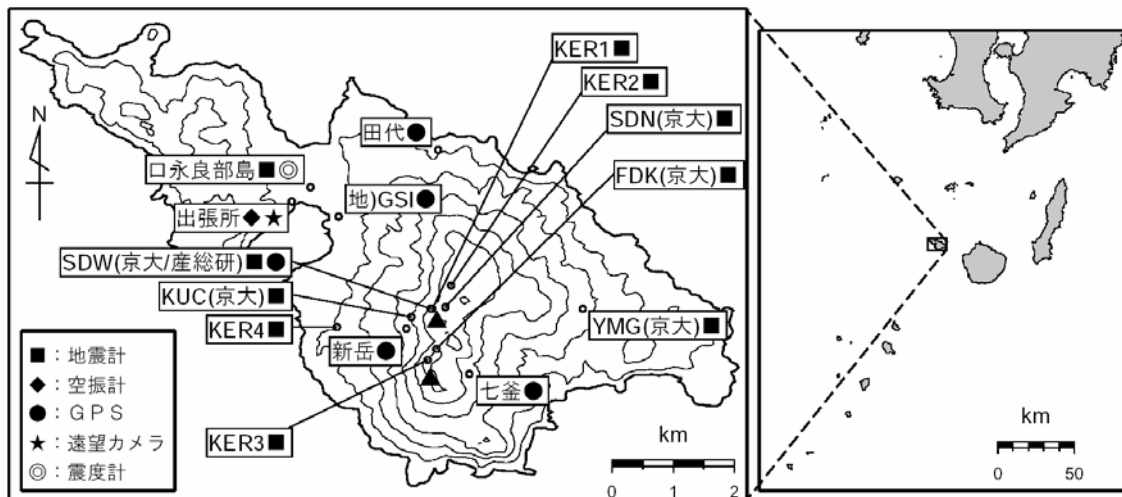 KER1■
KER2■
SDN(京大)■
FDK(京大)■
N
田代●
口永良部島■◎
地)GSI●
出張所◆★
SDW(京大/産総研)■●
KUC(京大)■
KER4■
新岳●
YMG(京大)■
七釜●
KER3■
■：地震計
◆：空振計
●：ＧＰＳ
★：遠望カメラ
◎：震度計
km
0 1 2
km
0 50